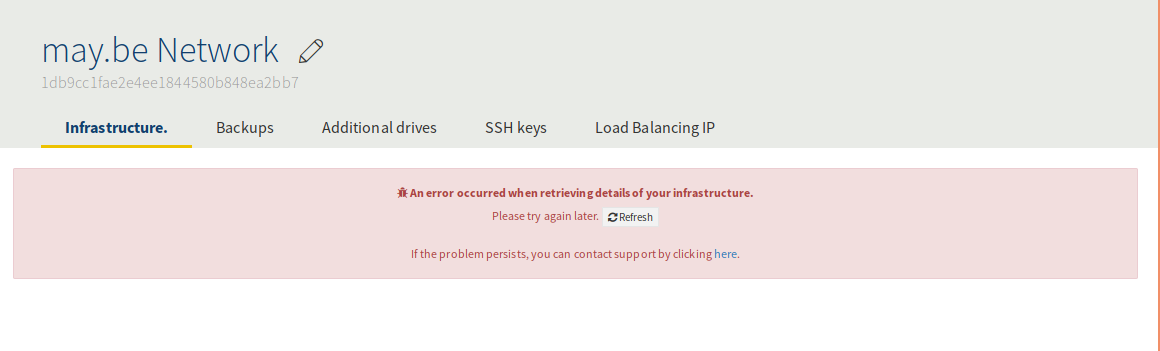 may.be Network
1db9cc1fae2e4ee1844580b848ea2bb7
Infrastructure. Backups Additional drives SSH keys Load Balancing IP
An error occurred when retrieving details of your infrastructure.
Please try again later. Refresh
If the problem persists, you can contact support by clicking here.